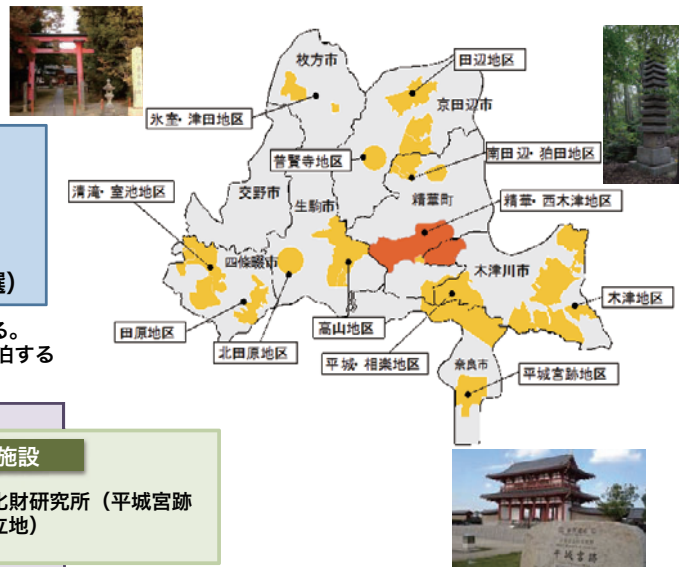 枚方市
田辺地区
京田辺市
氷室・津田地区
普賢寺地区
南田辺・狛田地区
清滝・室池地区
交野市
生駒市
精華町
精華・西木津地区
四條畷市
木津川市
木津地区
田原地区
北田原地区
高山地区
平城・相楽地区
奈良市
平城宮跡地区
る。
泊する
施設
化財研究所（平城宮跡
立地）
平城宮跡